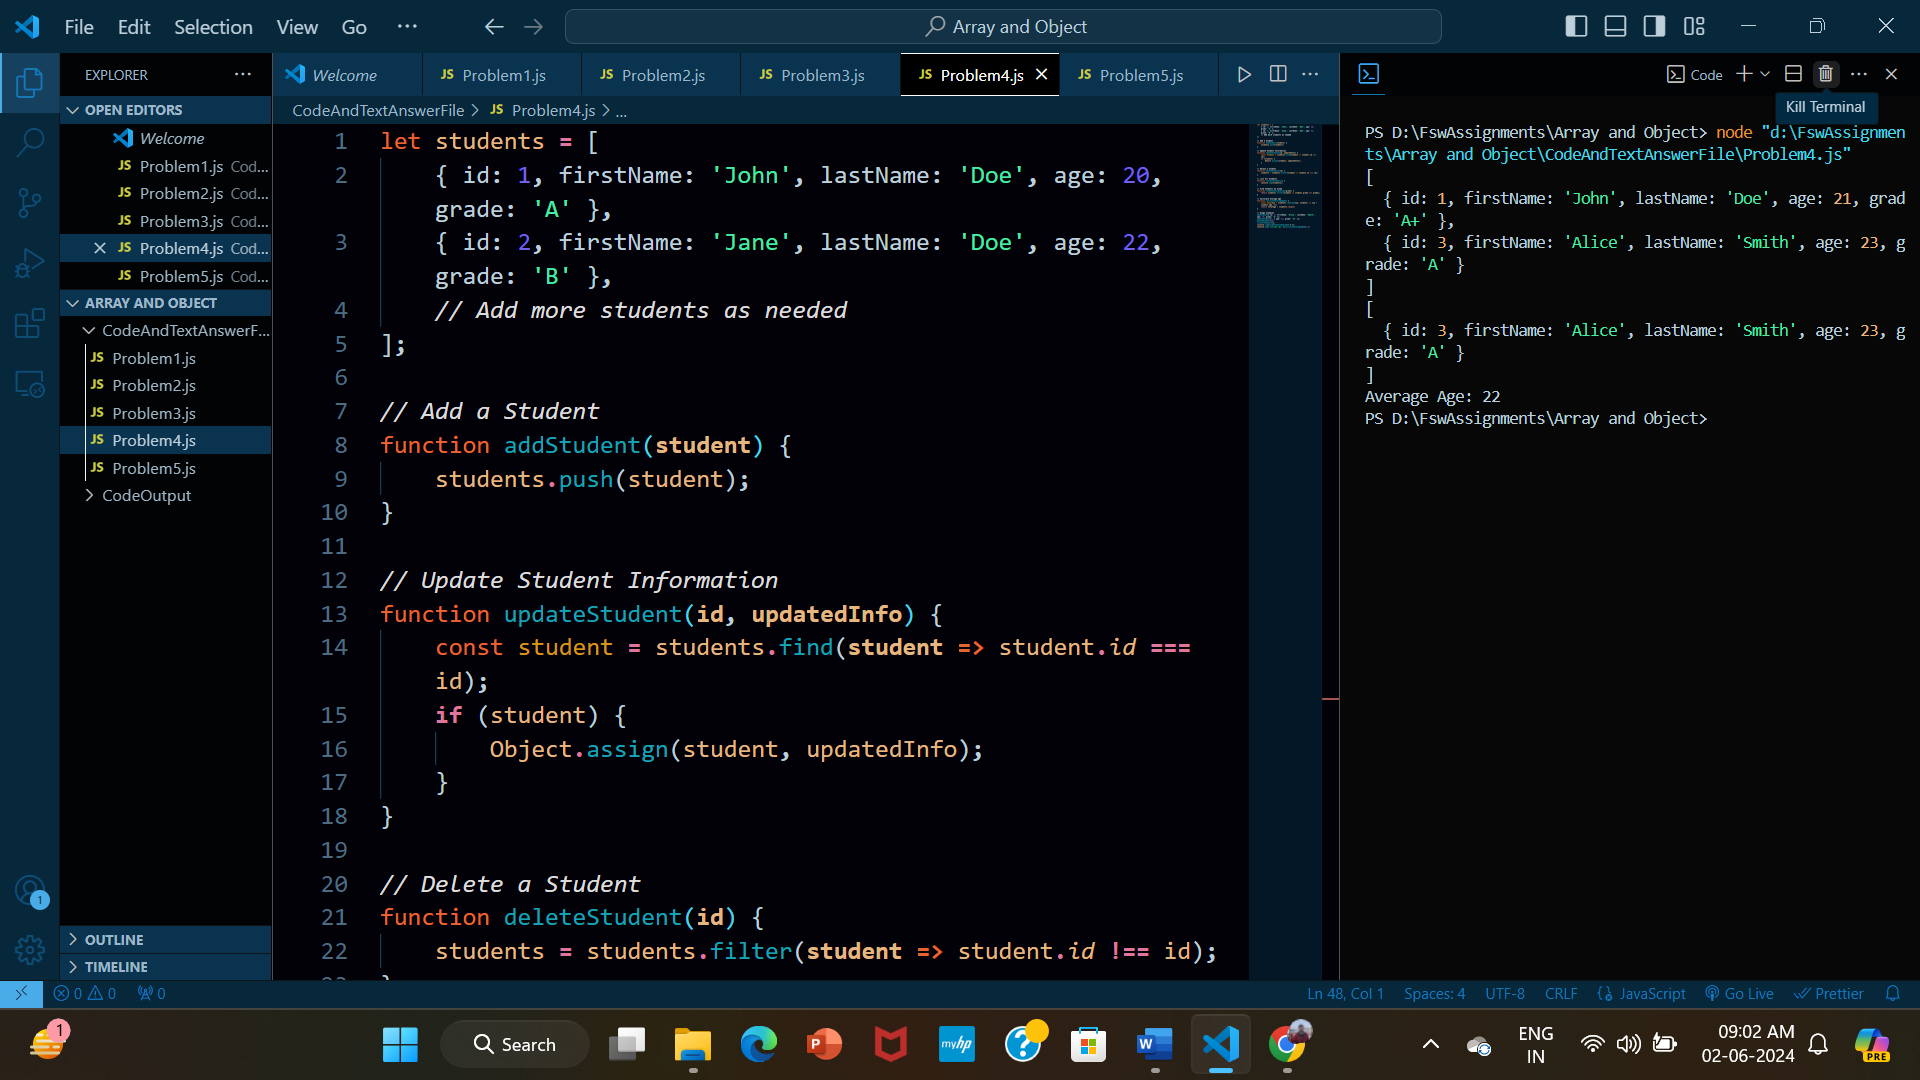 File Edit Selection View Go ...
Array and Object
EXPLORER
OPEN EDITORS
Welcome
JS Problem1.js Cod...
JS Problem2.js Cod...
JS Problem3.js Cod...
JS Problem4.js Cod...
JS Problem5.js Cod...
ARRAY AND OBJECT
CodeAndTextAnswerF...
JS Problem1.js
JS Problem2.js
JS Problem3.js
JS Problem4.js
JS Problem5.js
CodeOutput
OUTLINE
TIMELINE
Welcome JS Problem1.js JS Problem2.js JS Problem3.js JS Problem4.js JS Problem5.js
CodeAndTextAnswerFile > JS Problem4.js > ...
1 let students = [
2 { id: 1, firstName: 'John', lastName: 'Doe', age: 20,
grade: 'A' },
3 { id: 2, firstName: 'Jane', lastName: 'Doe', age: 22,
grade: 'B' },
4 // Add more students as needed
5 ];
6
7 // Add a Student
8 function addStudent(student) {
9 students.push(student);
10 }
11
12 // Update Student Information
13 function updateStudent(id, updatedInfo) {
14 const student = students.find(student => student.id ===
id);
15 if (student) {
16 Object.assign(student, updatedInfo);
17 }
18 }
19
20 // Delete a Student
21 function deleteStudent(id) {
22 students = students.filter(student => student.id !== id);
Code
Kill Terminal
PS D:\FswAssignments\Array and Object> node "d:\FswAssignmen
ts\Array and Object\CodeAndTextAnswerFile\Problem4.js"
[
{ id: 1, firstName: 'John', lastName: 'Doe', age: 21, grad
e: 'A+' },
{ id: 3, firstName: 'Alice', lastName: 'Smith', age: 23, g
rade: 'A' }
]
[
{ id: 3, firstName: 'Alice', lastName: 'Smith', age: 23, g
rade: 'A' }
]
Average Age: 22
PS D:\FswAssignments\Array and Object>
1
0 0 0
Ln 48, Col 1 Spaces: 4 UTF-8 CRLF {} JavaScript Go Live Prettier
1
Search
P
myhp
?
W
ENG
IN
09:02 AM
02-06-2024
PRE